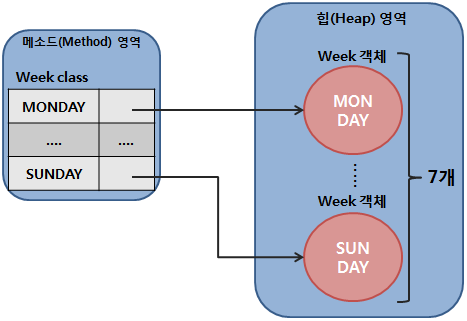 메소드(Method) 영역
Week class
MONDAY
.... ....
SUNDAY
힙(Heap) 영역
Week 객체
MON
DAY
Week 객체
SUN
DAY
7개